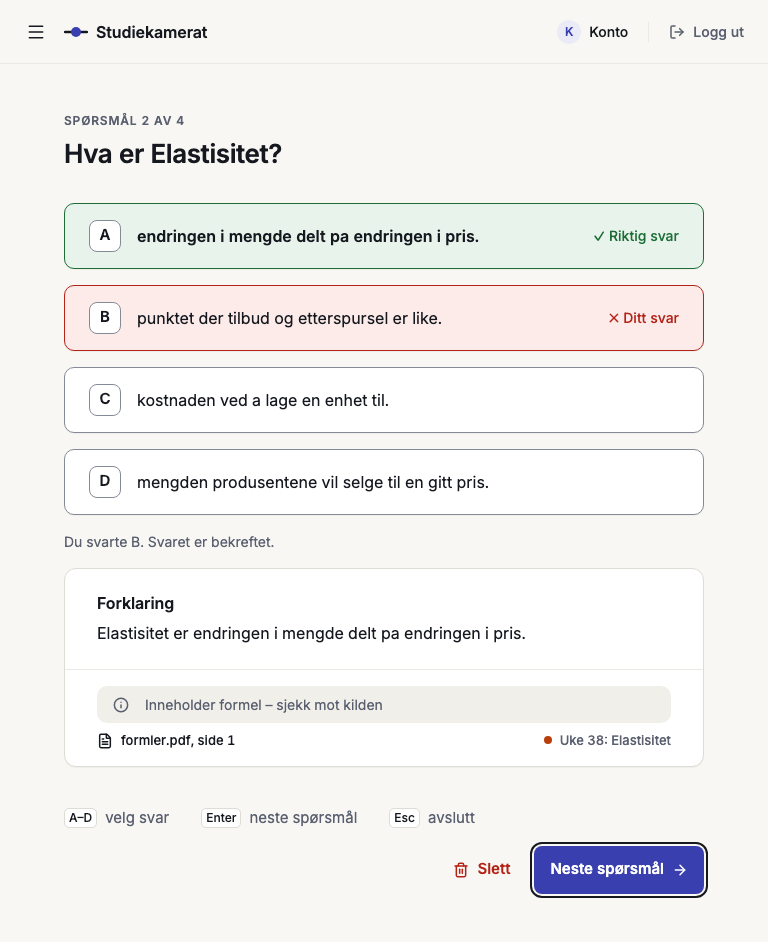 Studiekamerat
K Konto
Logg ut
SPØRSMÅL 2 AV 4
Hva er Elastisitet?
A endringen i mengde delt pa endringen i pris. Riktig svar
B punktet der tilbud og etterspursel er like. Ditt svar
C kostnaden ved a lage en enhet til.
D mengden produsentene vil selge til en gitt pris.
Du svarte B. Svaret er bekreftet.
Forklaring
Elastisitet er endringen i mengde delt pa endringen i pris.
Inneholder formel – sjekk mot kilden
formler.pdf, side 1
Uke 38: Elastisitet
A–D velg svar Enter neste spørsmål Esc avslutt
Slett
Neste spørsmål